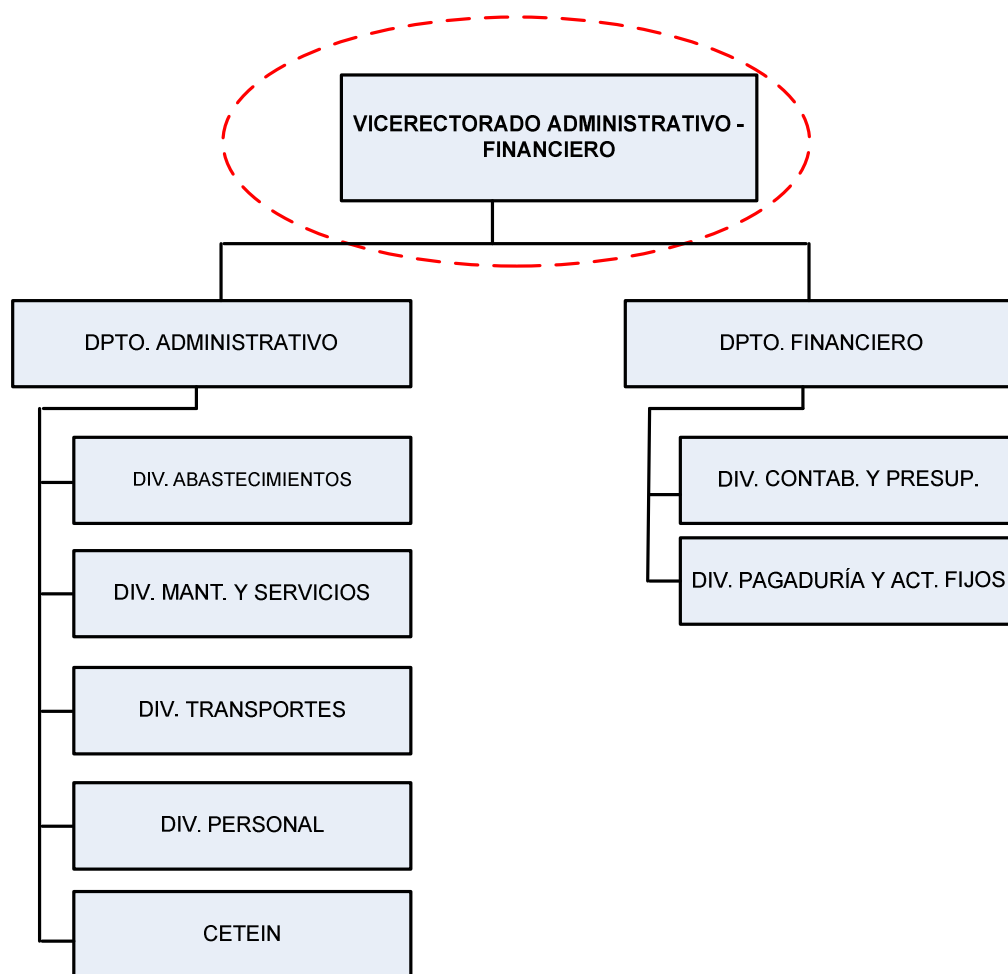 VICERECTORADO ADMINISTRATIVO -
FINANCIERO
DPTO. ADMINISTRATIVO
DPTO. FINANCIERO
DIV. ABASTECIMIENTOS
DIV. MANT. Y SERVICIOS
DIV. TRANSPORTES
DIV. PERSONAL
CETEIN
DIV. CONTAB. Y PRESUP.
DIV. PAGADURÍA Y ACT. FIJOS